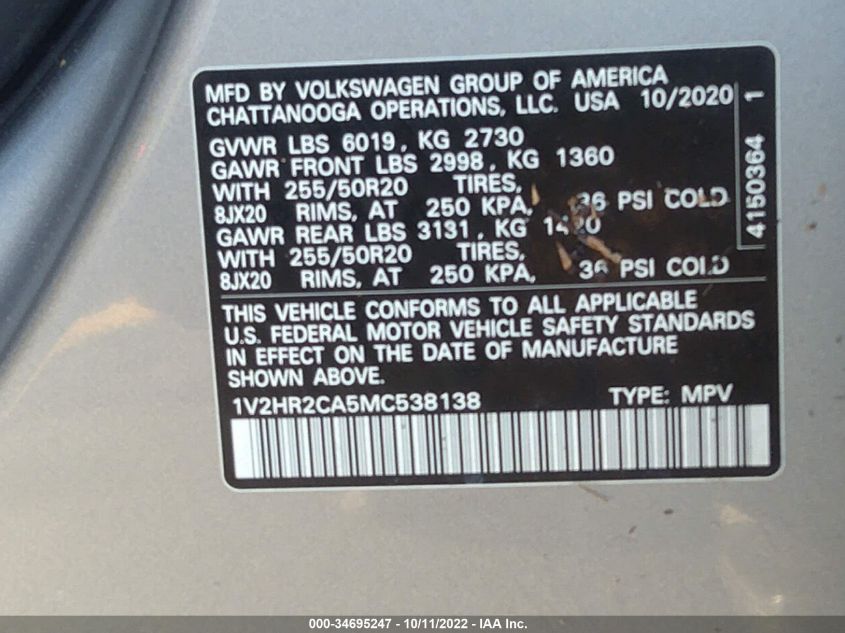 MFD BY VOLKSWAGEN GROUP OF AMERICA
CHATTANOOGA OPERATIONS, LLC. USA 10/2020
GVWR LBS 6019, KG 2730
GAWR FRONT LBS 2998, KG 1360
WITH 255/50R20 TIRES,
8JX20 RIMS, AT 250 KPA, 36 PSI COLD
GAWR REAR LBS 3131, KG 1420
WITH 255/50R20 TIRES,
8JX20 RIMS, AT 250 KPA, 36 PSI COLD
4150364 1
THIS VEHICLE CONFORMS TO ALL APPLICABLE
U.S. FEDERAL MOTOR VEHICLE SAFETY STANDARDS
IN EFFECT ON THE DATE OF MANUFACTURE
SHOWN ABOVE.
1V2HR2CA5MC538138 TYPE: MPV
000-34695247 - 10/11/2022 - IAA Inc.